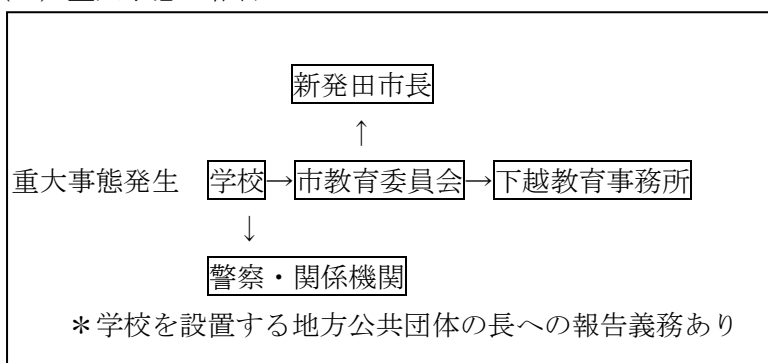 新発田市長
↑
重大事態発生 学校→市教育委員会→下越教育事務所
↓
警察・関係機関
＊学校を設置する地方公共団体の長への報告義務あり